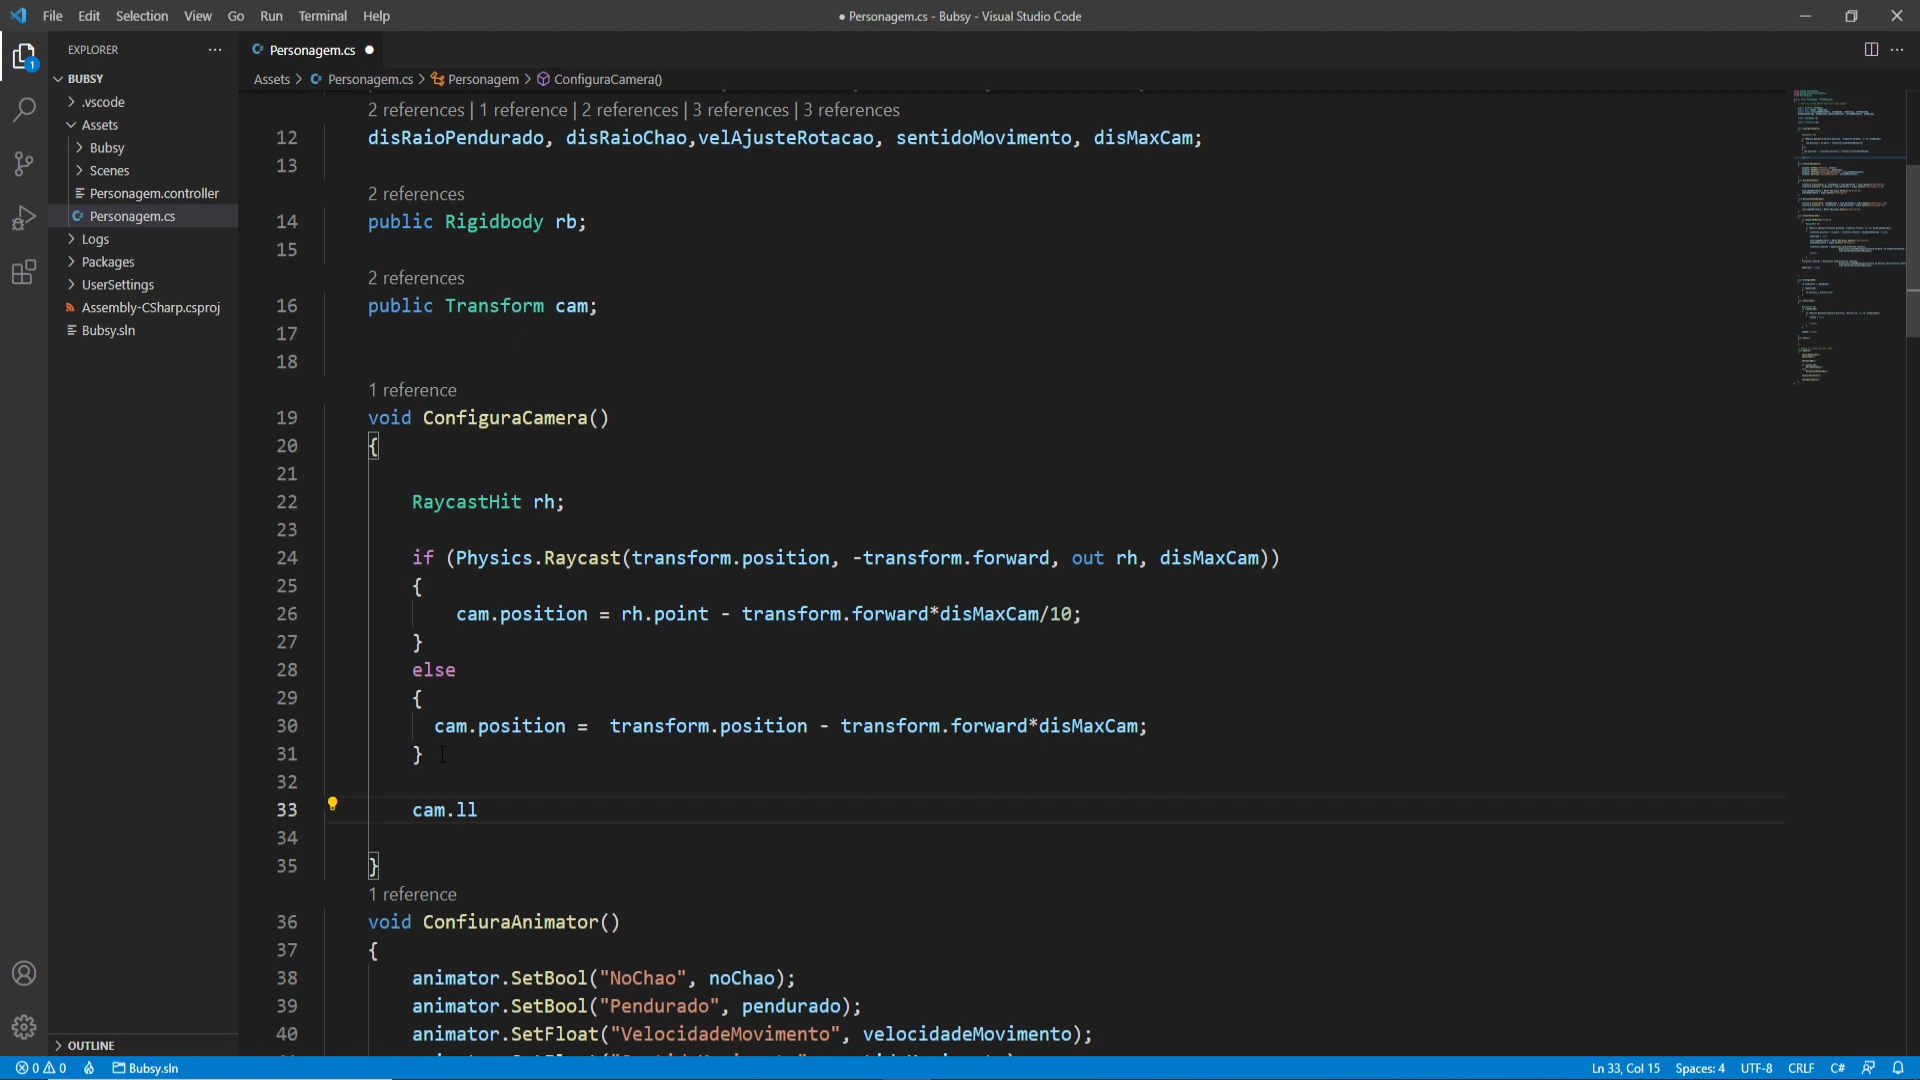 File Edit Selection View Go Run Terminal Help
● Personagem.cs - Bubsy - Visual Studio Code
EXPLORER
Personagem.cs
BUBSY
Assets > Personagem.cs > Personagem > ConfiguraCamera()
.vscode
Assets
Bubsy
Scenes
Personagem.controller
Personagem.cs
Logs
Packages
UserSettings
Assembly-CSharp.csproj
Bubsy.sln
1
2 references | 1 reference | 2 references | 3 references | 3 references
12 disRaioPendurado, disRaioChao,velAjusteRotacao, sentidoMovimento, disMaxCam;
13
2 references
14 public Rigidbody rb;
15
2 references
16 public Transform cam;
17
18
1 reference
19 void ConfiguraCamera()
20 {
21
22 RaycastHit rh;
23
24 if (Physics.Raycast(transform.position, -transform.forward, out rh, disMaxCam))
25 {
26 cam.position = rh.point - transform.forward*disMaxCam/10;
27 }
28 else
29 {
30 cam.position =  transform.position - transform.forward*disMaxCam;
31 }
32
33 cam.ll
34
35 }
1 reference
36 void ConfiuraAnimator()
37 {
38 animator.SetBool("NoChao", noChao);
39 animator.SetBool("Pendurado", pendurado);
40 animator.SetFloat("VelocidadeMovimento", velocidadeMovimento);
OUTLINE
0 0 Bubsy.sln
Ln 33, Col 15 Spaces: 4 UTF-8 CRLF C#